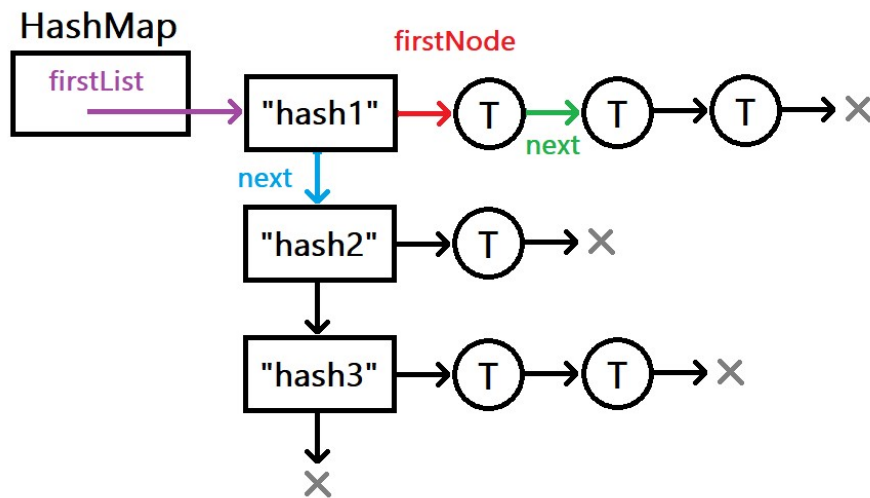 HashMap
firstNode
firstList
"hash1"
T
T
T
next
next
"hash2"
T
"hash3"
T
T